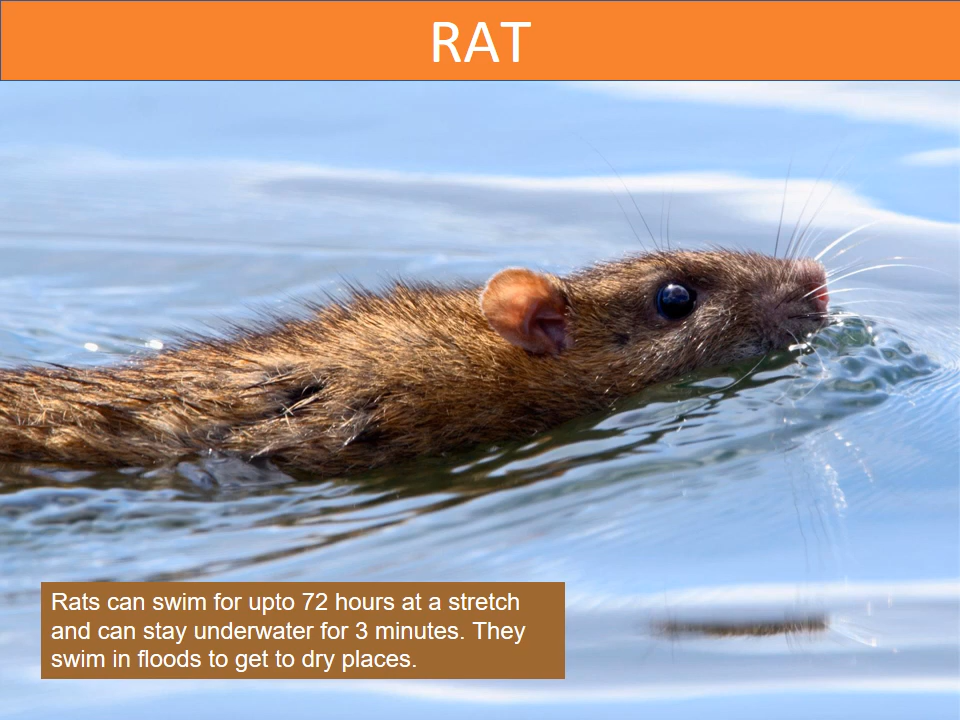 RAT
Rats can swim for upto 72 hours at a stretch
and can stay underwater for 3 minutes. They
swim in floods to get to dry places.